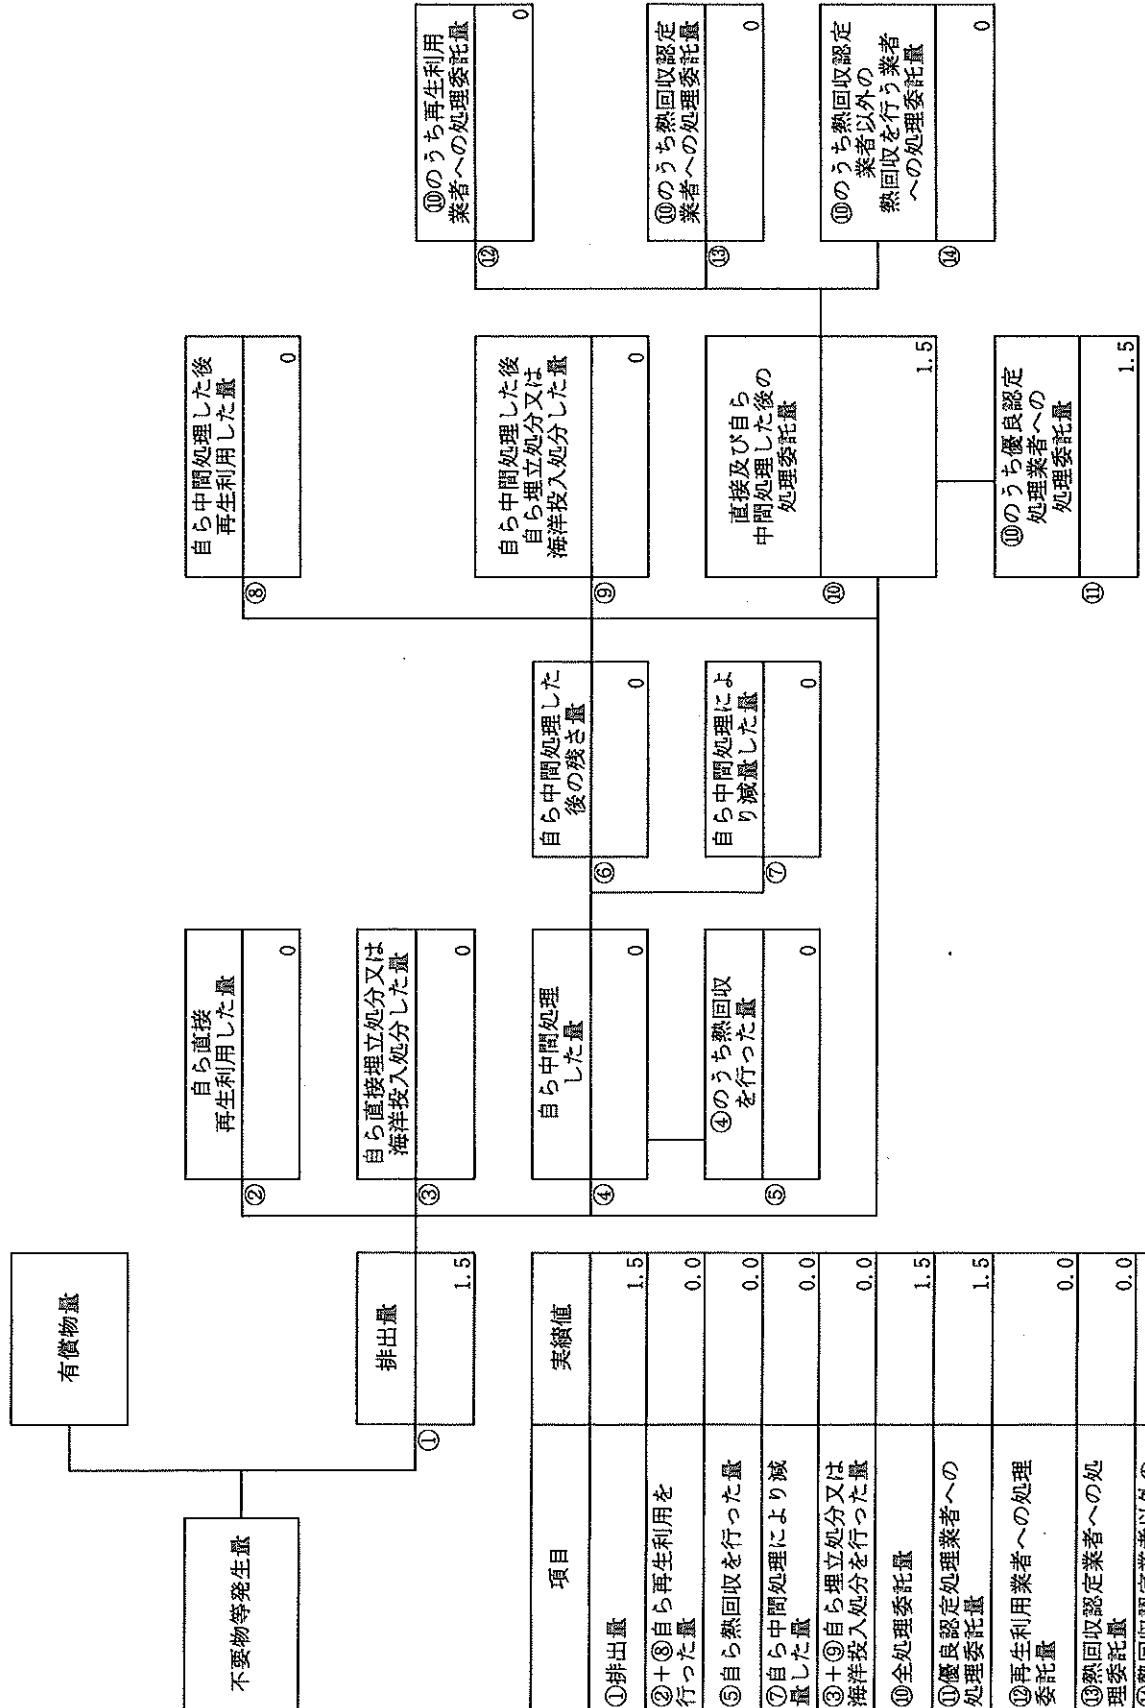 有償物量
不要物等発生量
排出量
①
1.5
自ら直接
再生利用した量
②
0
自ら直接埋立処分又は
海洋投入処分した量
③
0
自ら中間処理
した量
④
0
④のうち熱回収
を行った量
⑤
0
自ら中間処理した
後の残さ量
⑥
0
自ら中間処理によ
り減量した量
⑦
0
自ら中間処理した後
再生利用した量
⑧
0
自ら中間処理した後
自ら埋立処分又は
海洋投入処分した量
⑨
0
直接及び自ら
中間処理した後の
処理委託量
⑩
1.5
⑩のうち優良認定
処理業者への
処理委託量
⑪
1.5
⑩のうち再生利用
業者への処理委託量
⑫
0
⑩のうち熱回収認定
業者への処理委託量
⑬
0
⑩のうち熱回収認定
業者以外の
熱回収を行う業者
への処理委託量
⑭
0
項目 実績値
①排出量 1.5
②+⑧自ら再生利用を
行った量 0.0
⑤自ら熱回収を行った量 0.0
⑦自ら中間処理により減
量した量 0.0
③+⑨自ら埋立処分又は
海洋投入処分を行った量 0.0
⑩全処理委託量 1.5
⑪優良認定処理業者への
処理委託量 1.5
⑫再生利用業者への処理
委託量 0.0
⑬熱回収認定業者への処
理委託量 0.0